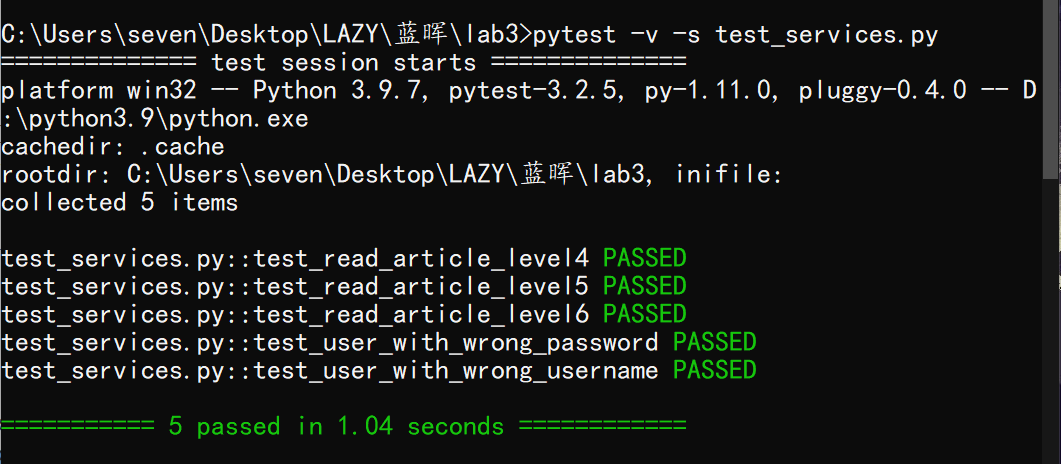 C:\Users\seven\Desktop\LAZY\蓝晖\lab3>pytest -v -s test_services.py
============== test session starts ==============
platform win32 -- Python 3.9.7, pytest-3.2.5, py-1.11.0, pluggy-0.4.0 -- D
:\python3.9\python.exe
cachedir: .cache
rootdir: C:\Users\seven\Desktop\LAZY\蓝晖\lab3, inifile:
collected 5 items
test_services.py::test_read_article_level4 PASSED
test_services.py::test_read_article_level5 PASSED
test_services.py::test_read_article_level6 PASSED
test_services.py::test_user_with_wrong_password PASSED
test_services.py::test_user_with_wrong_username PASSED
=========== 5 passed in 1.04 seconds ============